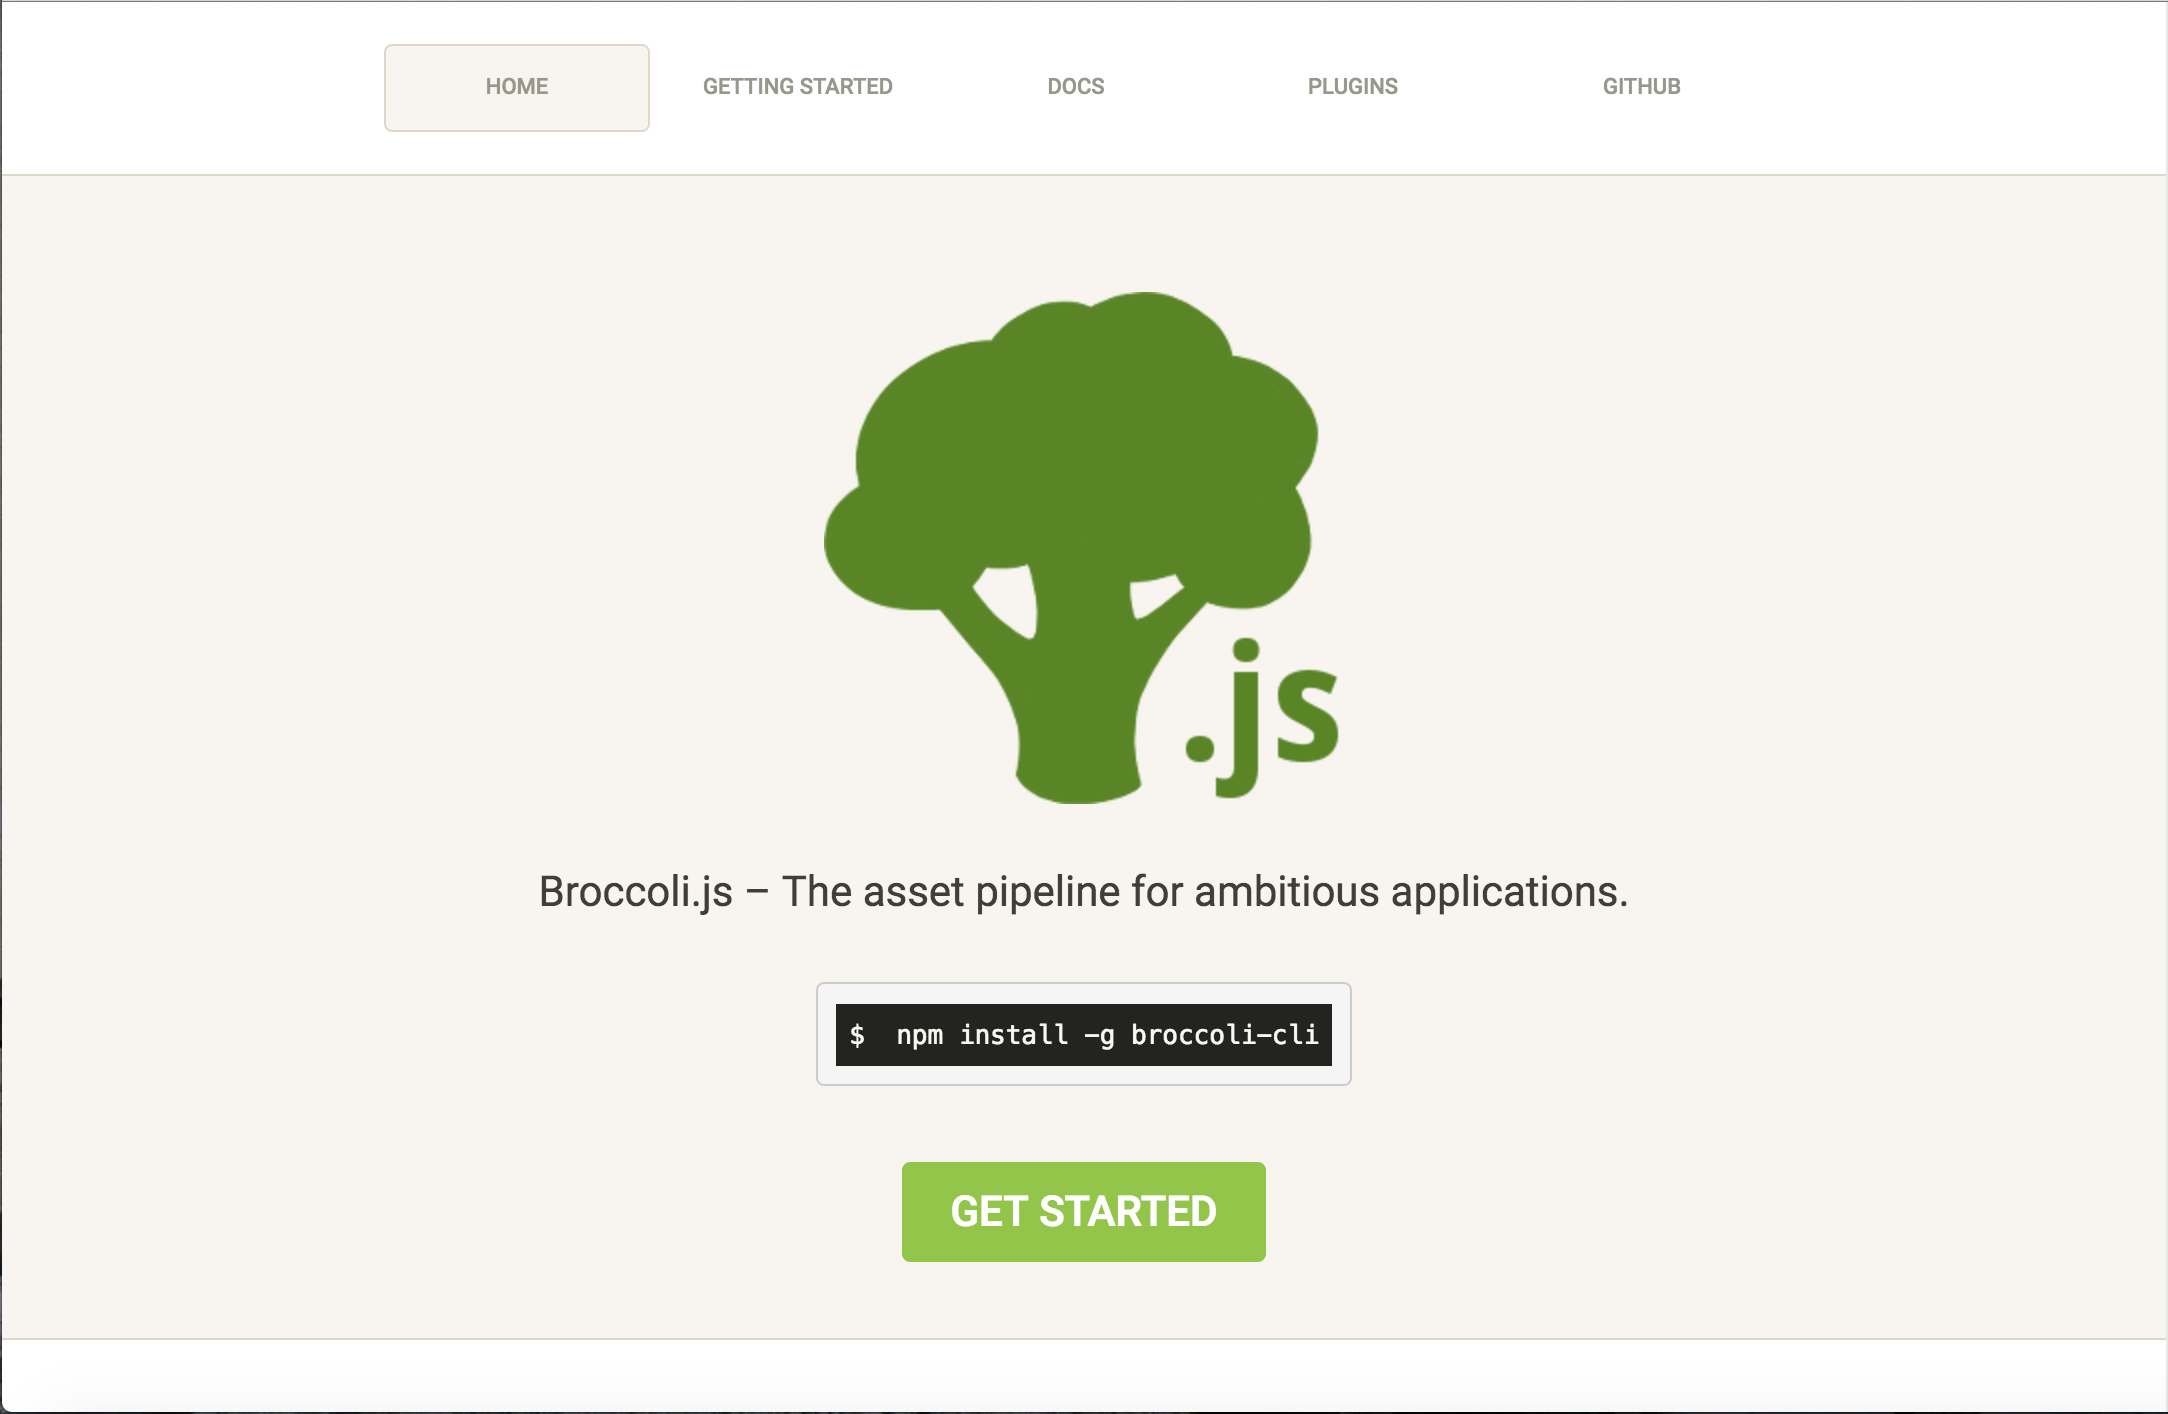 HOME GETTING STARTED DOCS PLUGINS GITHUB
.js
Broccoli.js – The asset pipeline for ambitious applications.
$  npm install -g broccoli-cli
GET STARTED